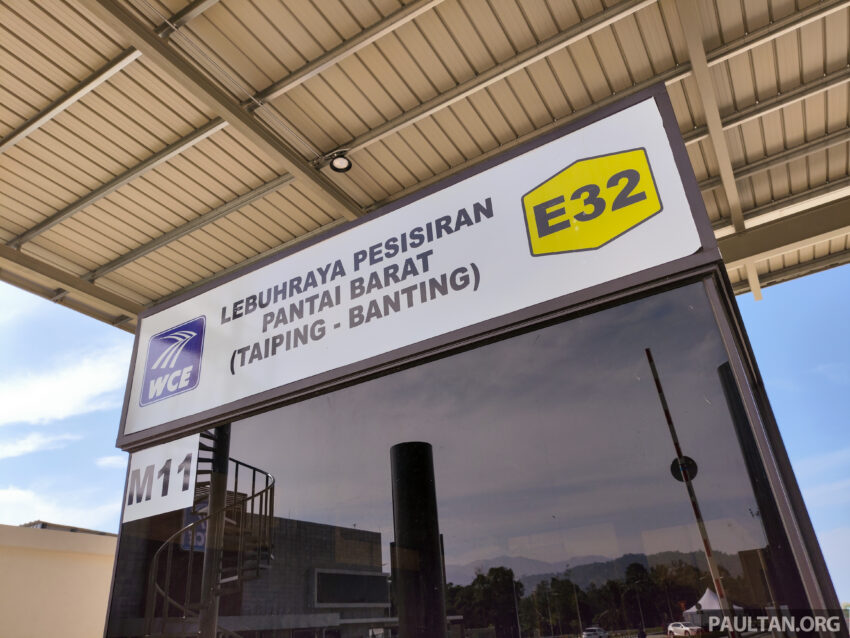 LEBUHRAYA PESISIRAN
PANTAI BARAT
(TAIPING - BANTING)
E32
WCE
M11
PAULTAN.ORG